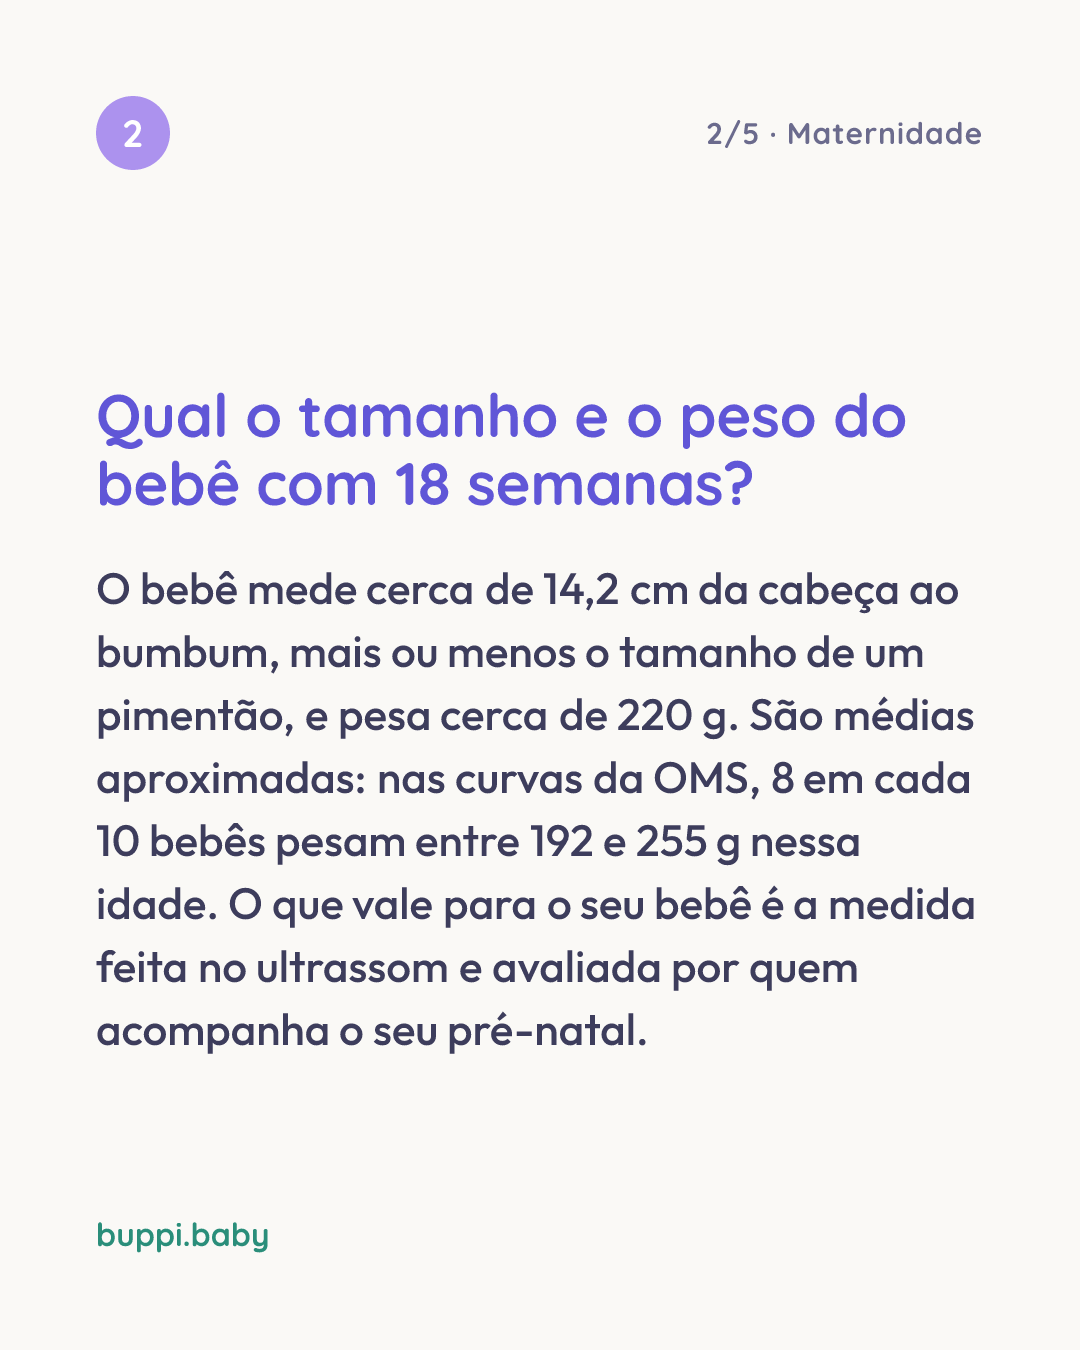 2
2/5 · Maternidade
Qual o tamanho e o peso do
bebê com 18 semanas?
O bebê mede cerca de 14,2 cm da cabeça ao
bumbum, mais ou menos o tamanho de um
pimentão, e pesa cerca de 220 g. São médias
aproximadas: nas curvas da OMS, 8 em cada
10 bebês pesam entre 192 e 255 g nessa
idade. O que vale para o seu bebê é a medida
feita no ultrassom e avaliada por quem
acompanha o seu pré-natal.
buppi.baby